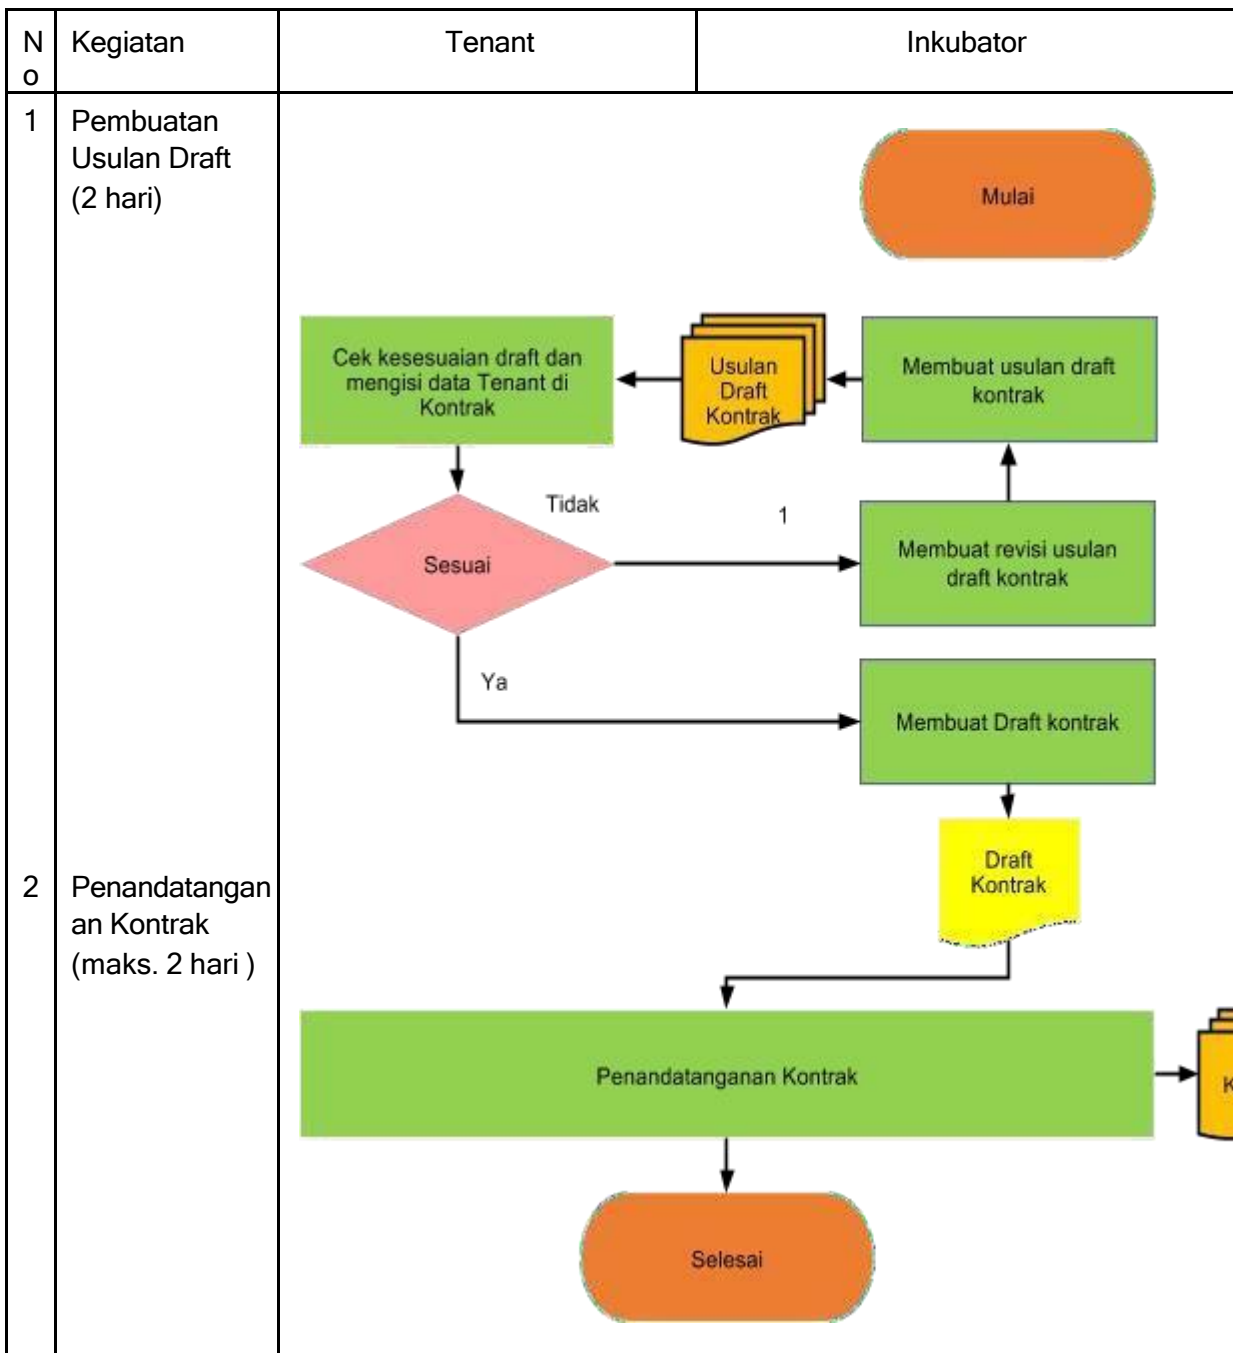 N
o
Kegiatan
Tenant
Inkubator
1
Pembuatan
Usulan Draft
(2 hari)
Mulai
Cek kesesuaian draft dan
mengisi data Tenant di
Kontrak
Usulan
Draft
Kontrak
Membuat usulan draft
kontrak
Tidak
1
Sesuai
Membuat revisi usulan
draft kontrak
Ya
Membuat Draft kontrak
Draft
Kontrak
2
Penandatangan
an Kontrak
(maks. 2 hari )
Penandatanganan Kontrak
Selesai